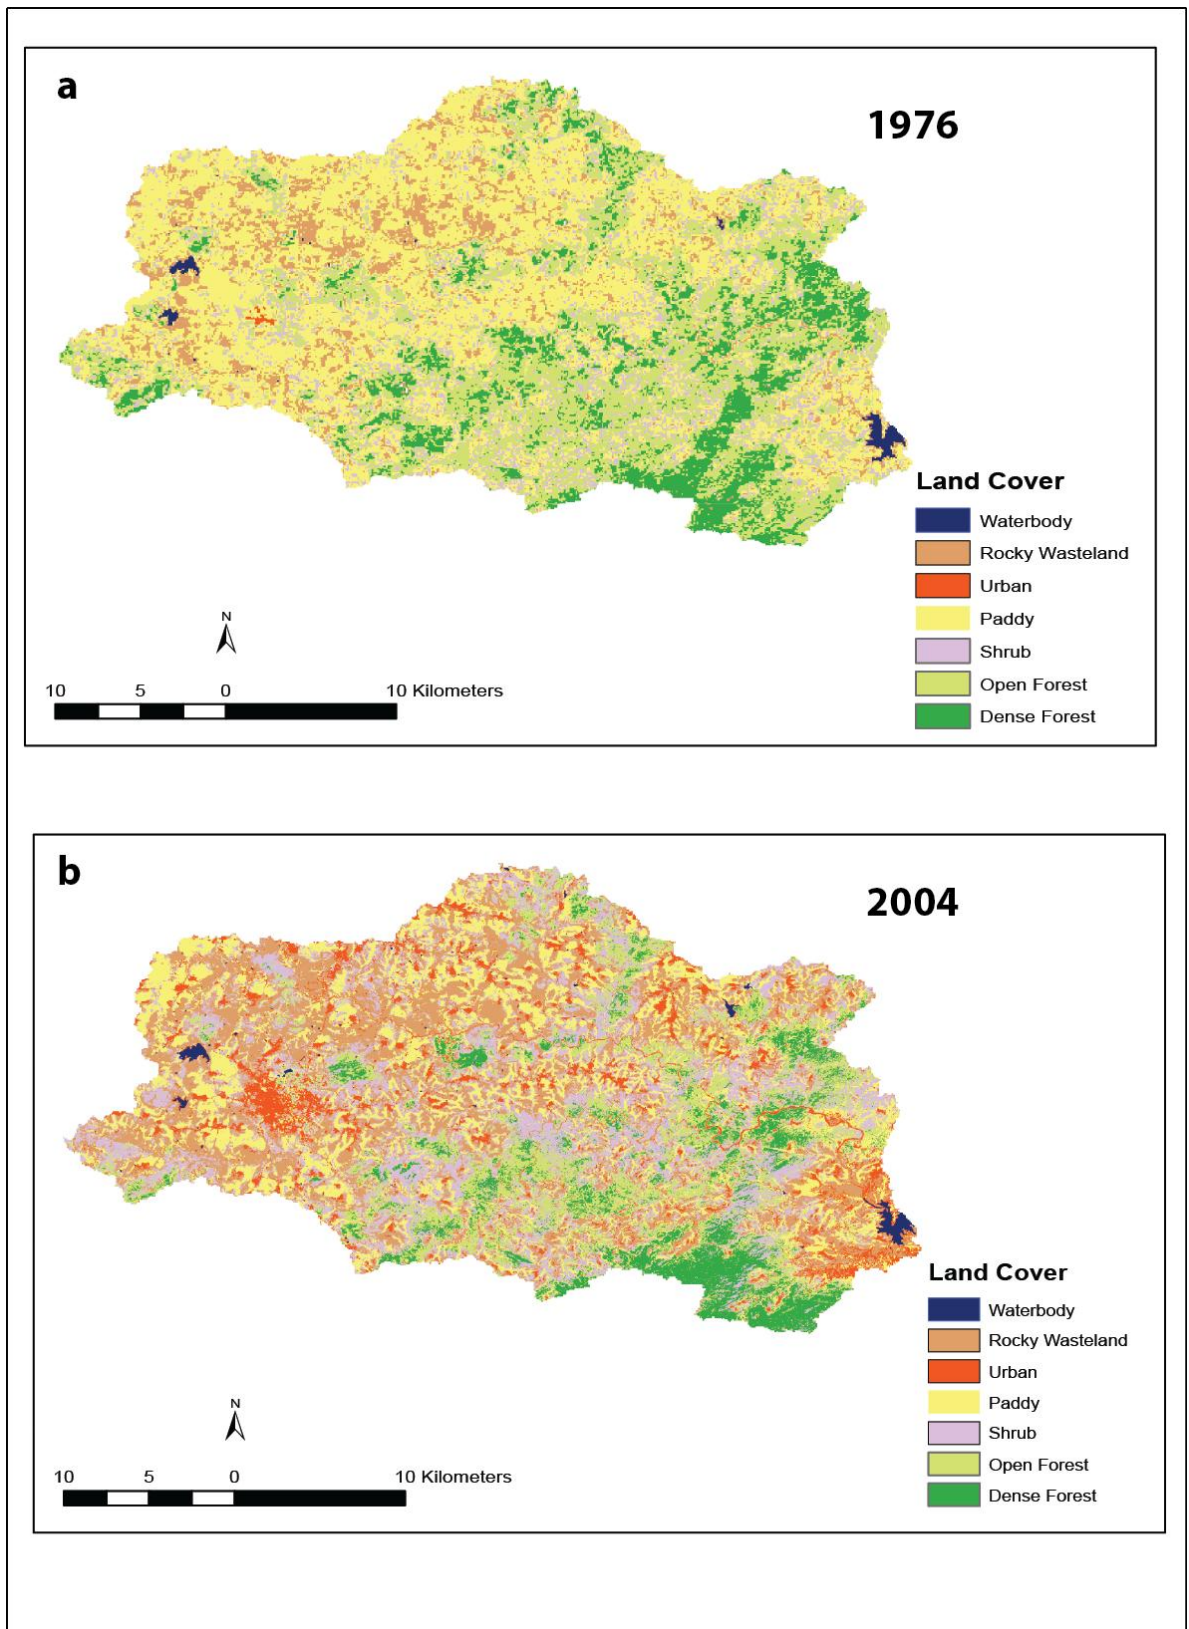 a
1976
Land Cover
Waterbody
Rocky Wasteland
Urban
Paddy
Shrub
Open Forest
Dense Forest
N
10 5 0 10 Kilometers
b
2004
Land Cover
Waterbody
Rocky Wasteland
Urban
Paddy
Shrub
Open Forest
Dense Forest
N
10 5 0 10 Kilometers